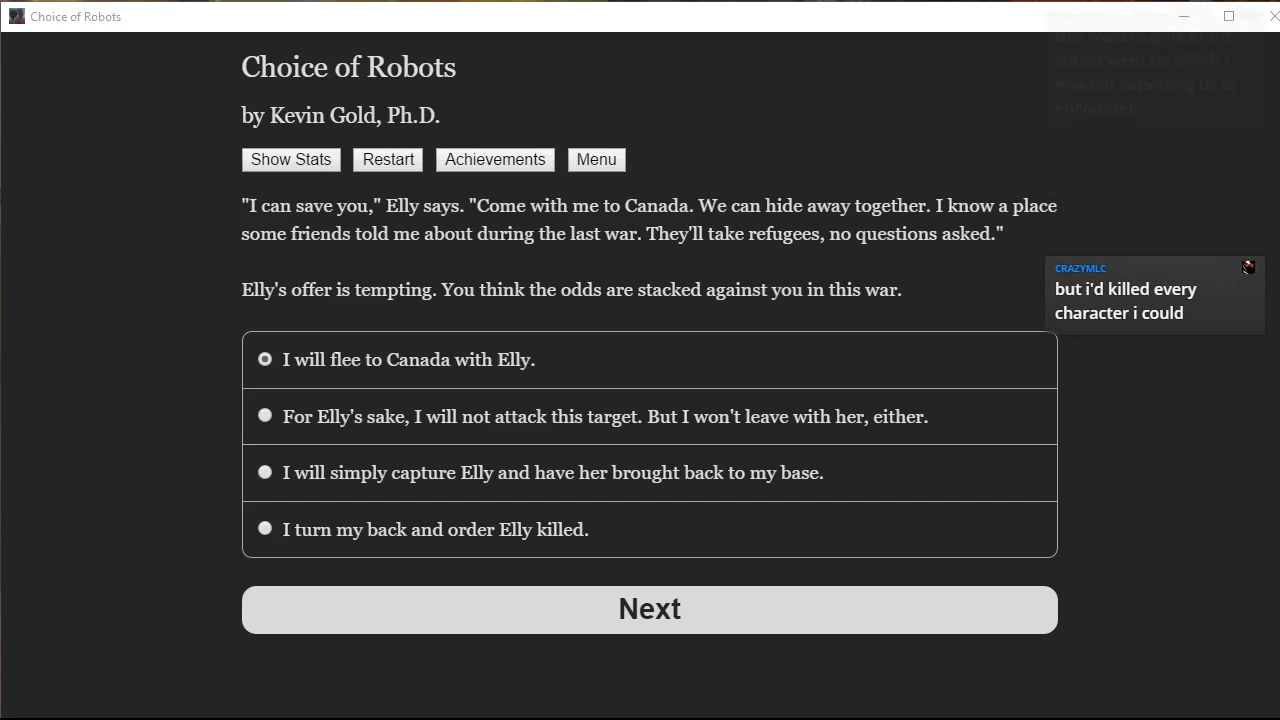 Choice of Robots
Choice of Robots
by Kevin Gold, Ph.D.
Show Stats
Restart
Achievements
Menu
"I can save you," Elly says. "Come with me to Canada. We can hide away together. I know a place
some friends told me about during the last war. They'll take refugees, no questions asked."
Elly's offer is tempting. You think the odds are stacked against you in this war.
CRAZYMLC
but i'd killed every
character i could
I will flee to Canada with Elly.
For Elly's sake, I will not attack this target. But I won't leave with her, either.
I will simply capture Elly and have her brought back to my base.
I turn my back and order Elly killed.
Next